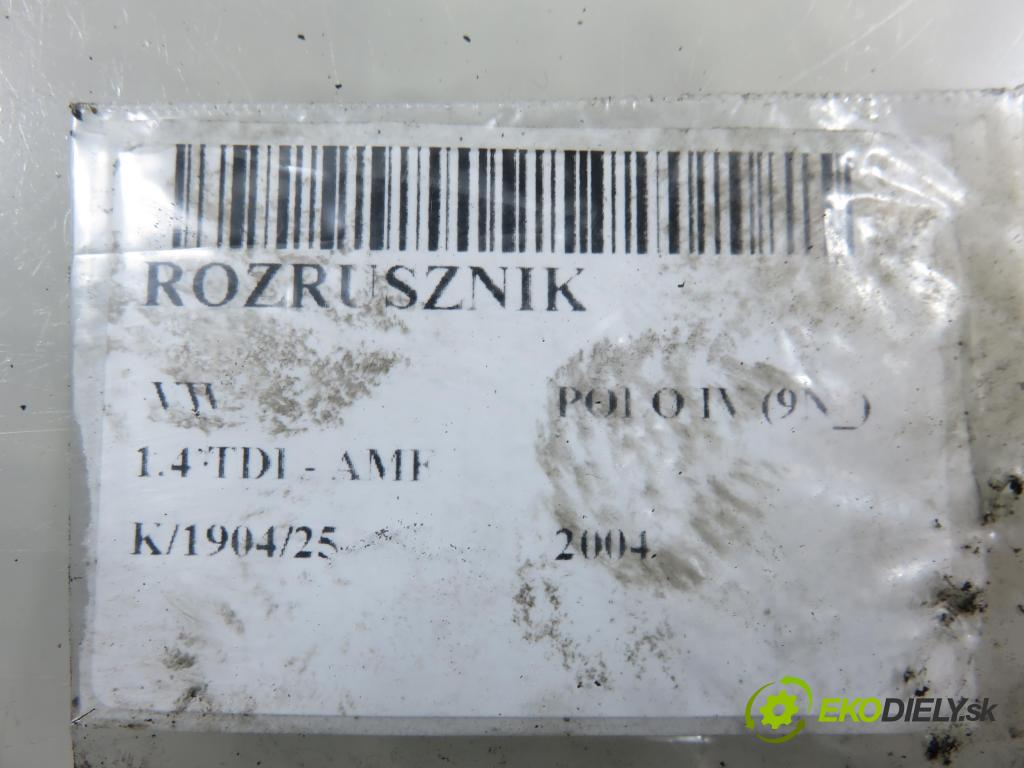 ROZRUSZNIK
VW POLO IV (9N_)
1.4 TDI - AMF
K/1904/25 2004
EKODIELY.sk